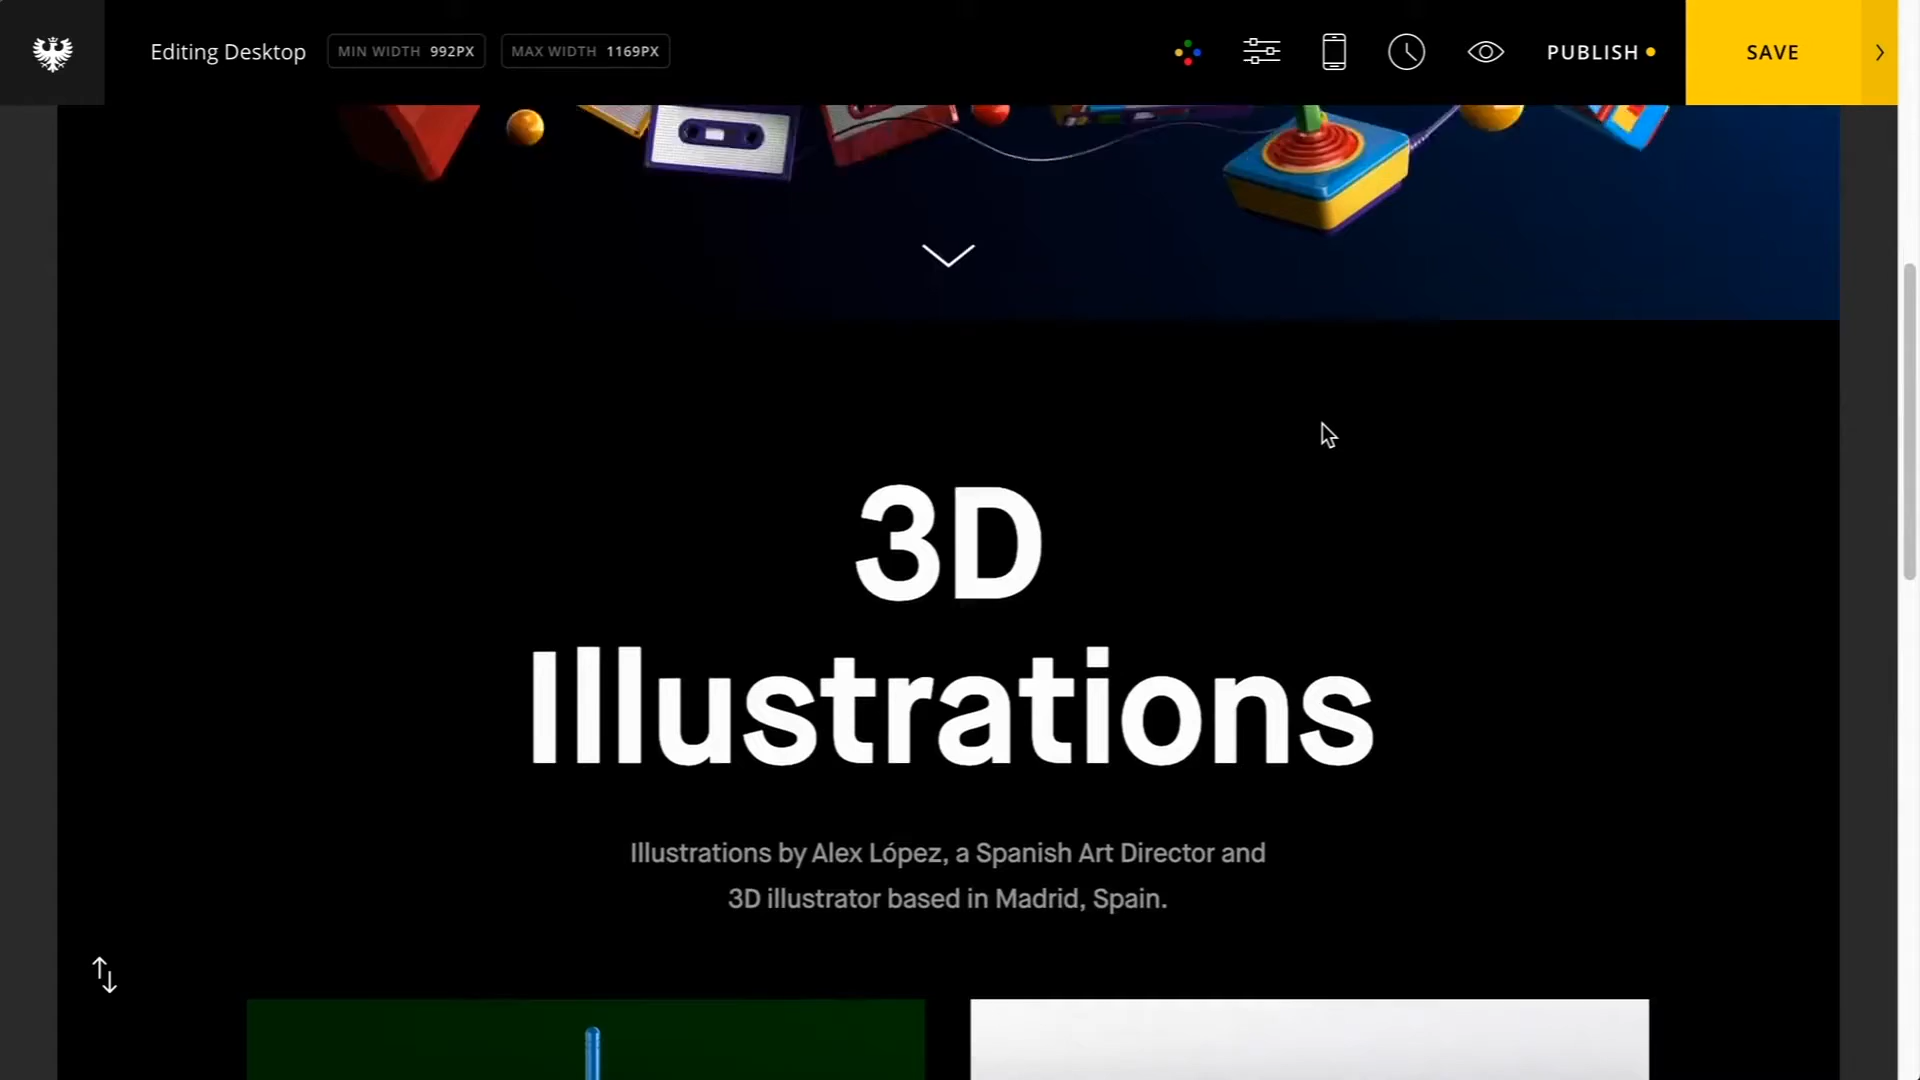 Editing Desktop
MIN WIDTH 992PX
MAX WIDTH 1169PX
PUBLISH
SAVE
3D
Illustrations
Illustrations by Alex López, a Spanish Art Director and
3D illustrator based in Madrid, Spain.